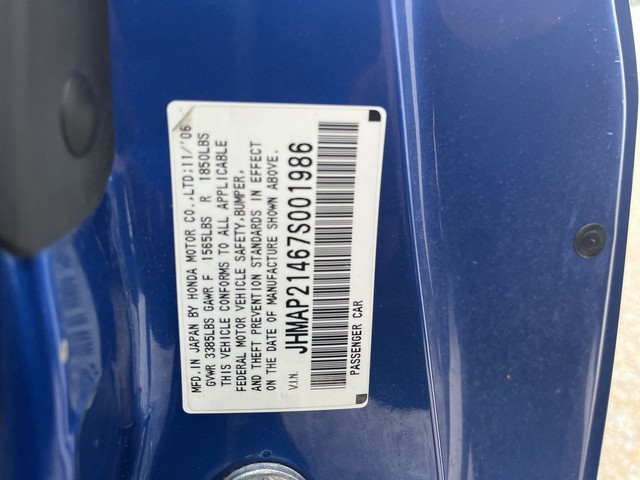 MFD.IN JAPAN BY HONDA MOTOR CO.,LTD;11/'06
GVWR 3385LBS GAWR F 1565LBS R 1850LBS
THIS VEHICLE CONFORMS TO ALL APPLICABLE
FEDERAL MOTOR VEHICLE SAFETY,BUMPER,
AND THEFT PREVENTION STANDARDS IN EFFECT
ON THE DATE OF MANUFACTURE SHOWN ABOVE.
V.I.N. JHMAP21467S001986
PASSENGER CAR